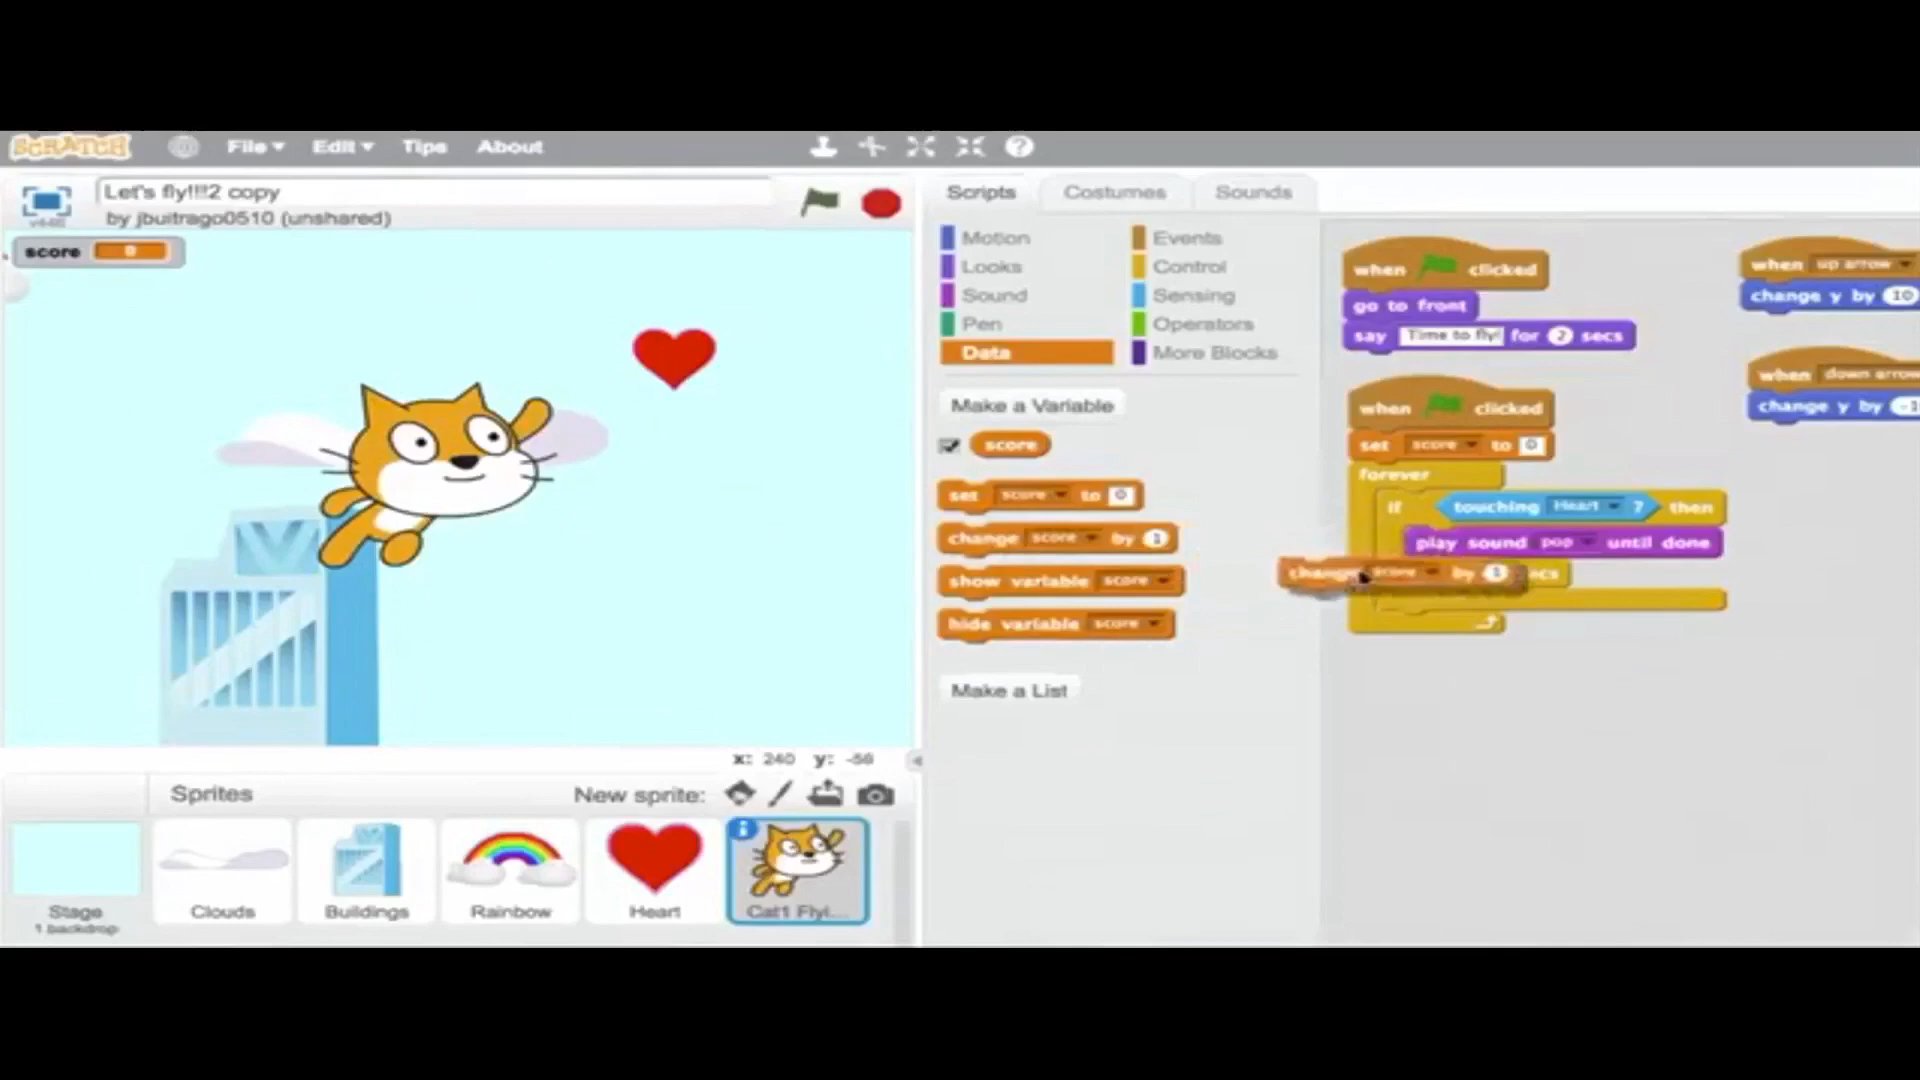 SCRATCH File Edit Tips About
Let's fly!!!2 copy
by jbuitrago0510 (unshared)
score 0
x: 240 y: -56
Sprites New sprite:
Stage
1 backdrop
Clouds
Buildings
Rainbow
Heart
Cat1 Flyi...
Scripts Costumes Sounds
Motion Events
Looks Control
Sound Sensing
Pen Operators
Data More Blocks
Make a Variable
score
set score to 0
change score by 1
show variable score
hide variable score
Make a List
when clicked
go to front
say Time to fly! for 2 secs
when clicked
set score to 0
forever
if touching Heart ? then
play sound pop until done
change score by 1 secs
when up arrow
change y by 10
when down arrow
change y by